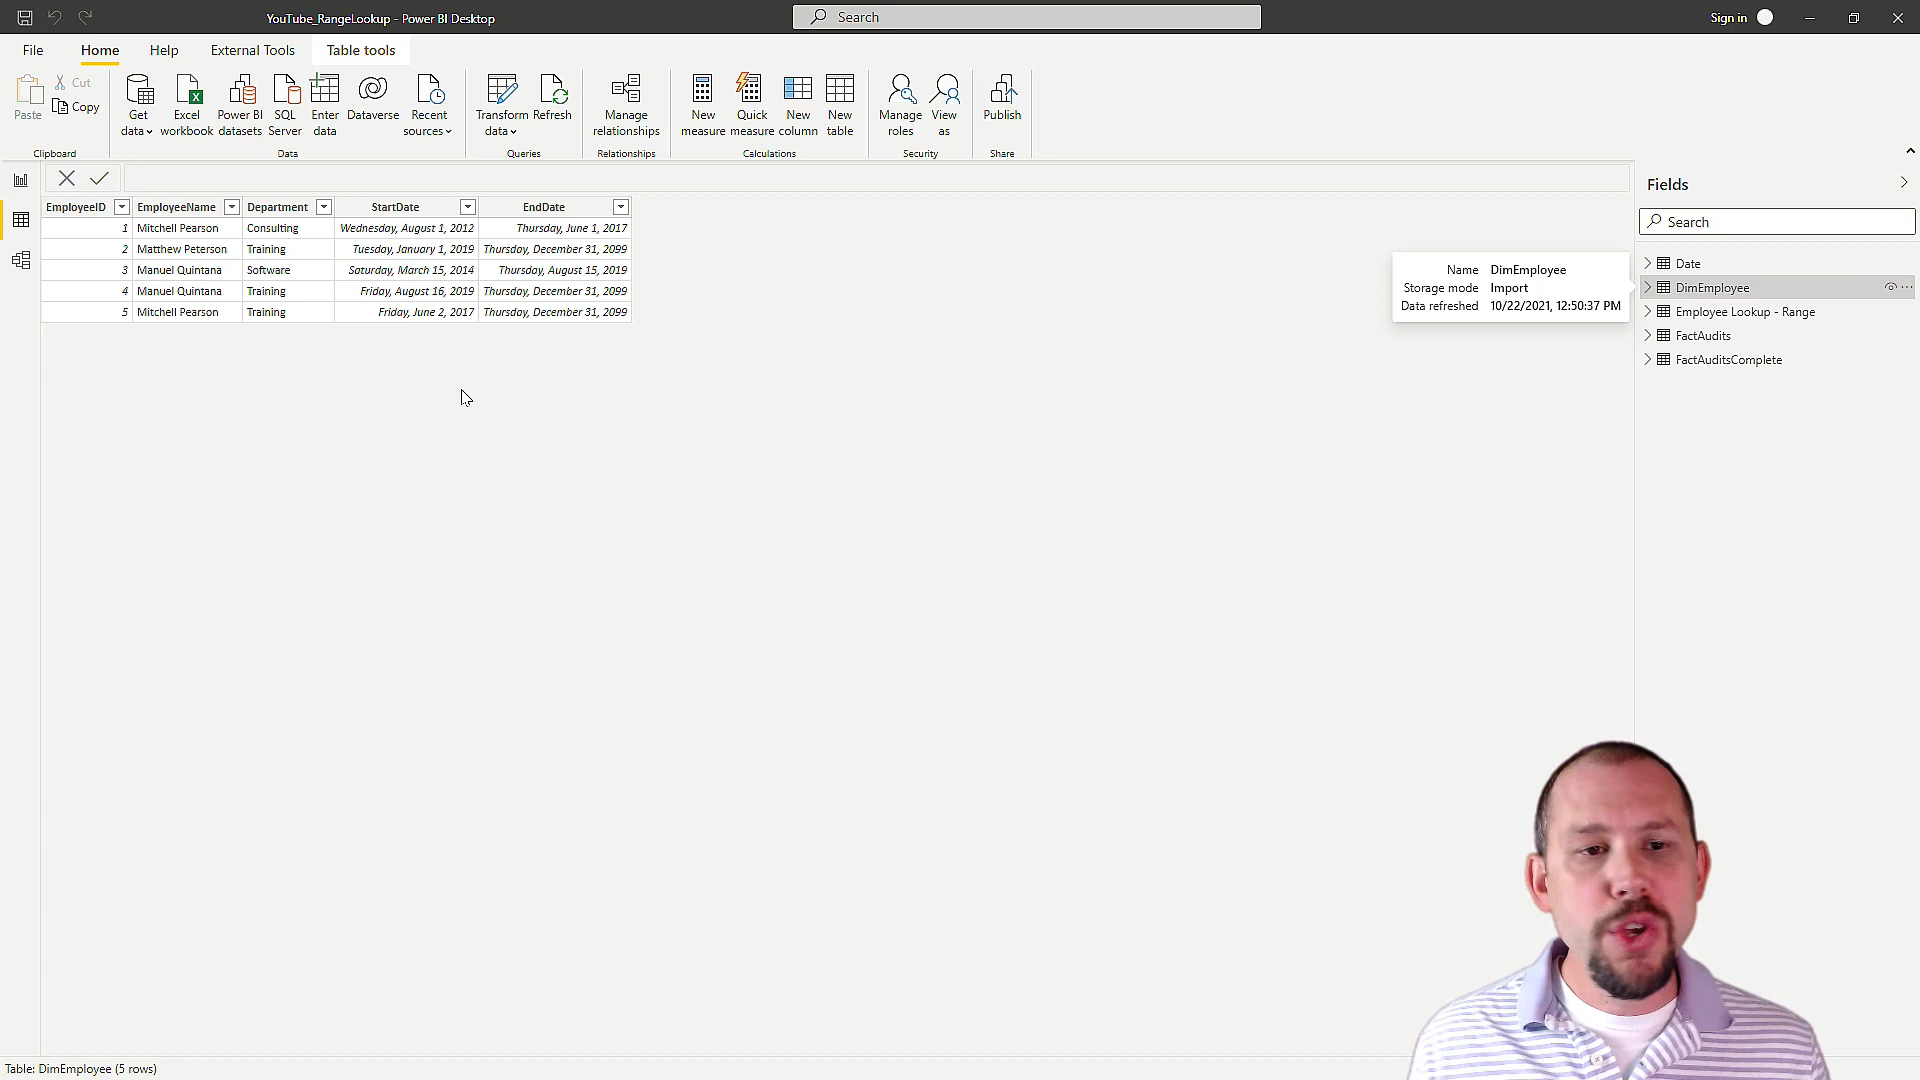 YouTube_RangeLookup - Power BI Desktop
Search
Sign in
File Home Help External Tools Table tools
Paste
Cut
Copy
Clipboard
Get data
Excel workbook
Power BI datasets
SQL Server
Enter data
Dataverse
Recent sources
Data
Transform data
Refresh
Queries
Manage relationships
Relationships
New measure
Quick measure
New column
New table
Calculations
Manage roles
View as
Security
Publish
Share
EmployeeID EmployeeName Department StartDate EndDate
1 Mitchell Pearson Consulting Wednesday, August 1, 2012 Thursday, June 1, 2017
2 Matthew Peterson Training Tuesday, January 1, 2019 Thursday, December 31, 2099
3 Manuel Quintana Software Saturday, March 15, 2014 Thursday, August 15, 2019
4 Manuel Quintana Training Friday, August 16, 2019 Thursday, December 31, 2099
5 Mitchell Pearson Training Friday, June 2, 2017 Thursday, December 31, 2099
Name DimEmployee
Storage mode Import
Data refreshed 10/22/2021, 12:50:37 PM
Fields
Search
Date
DimEmployee
Employee Lookup - Range
FactAudits
FactAuditsComplete
Table: DimEmployee (5 rows)